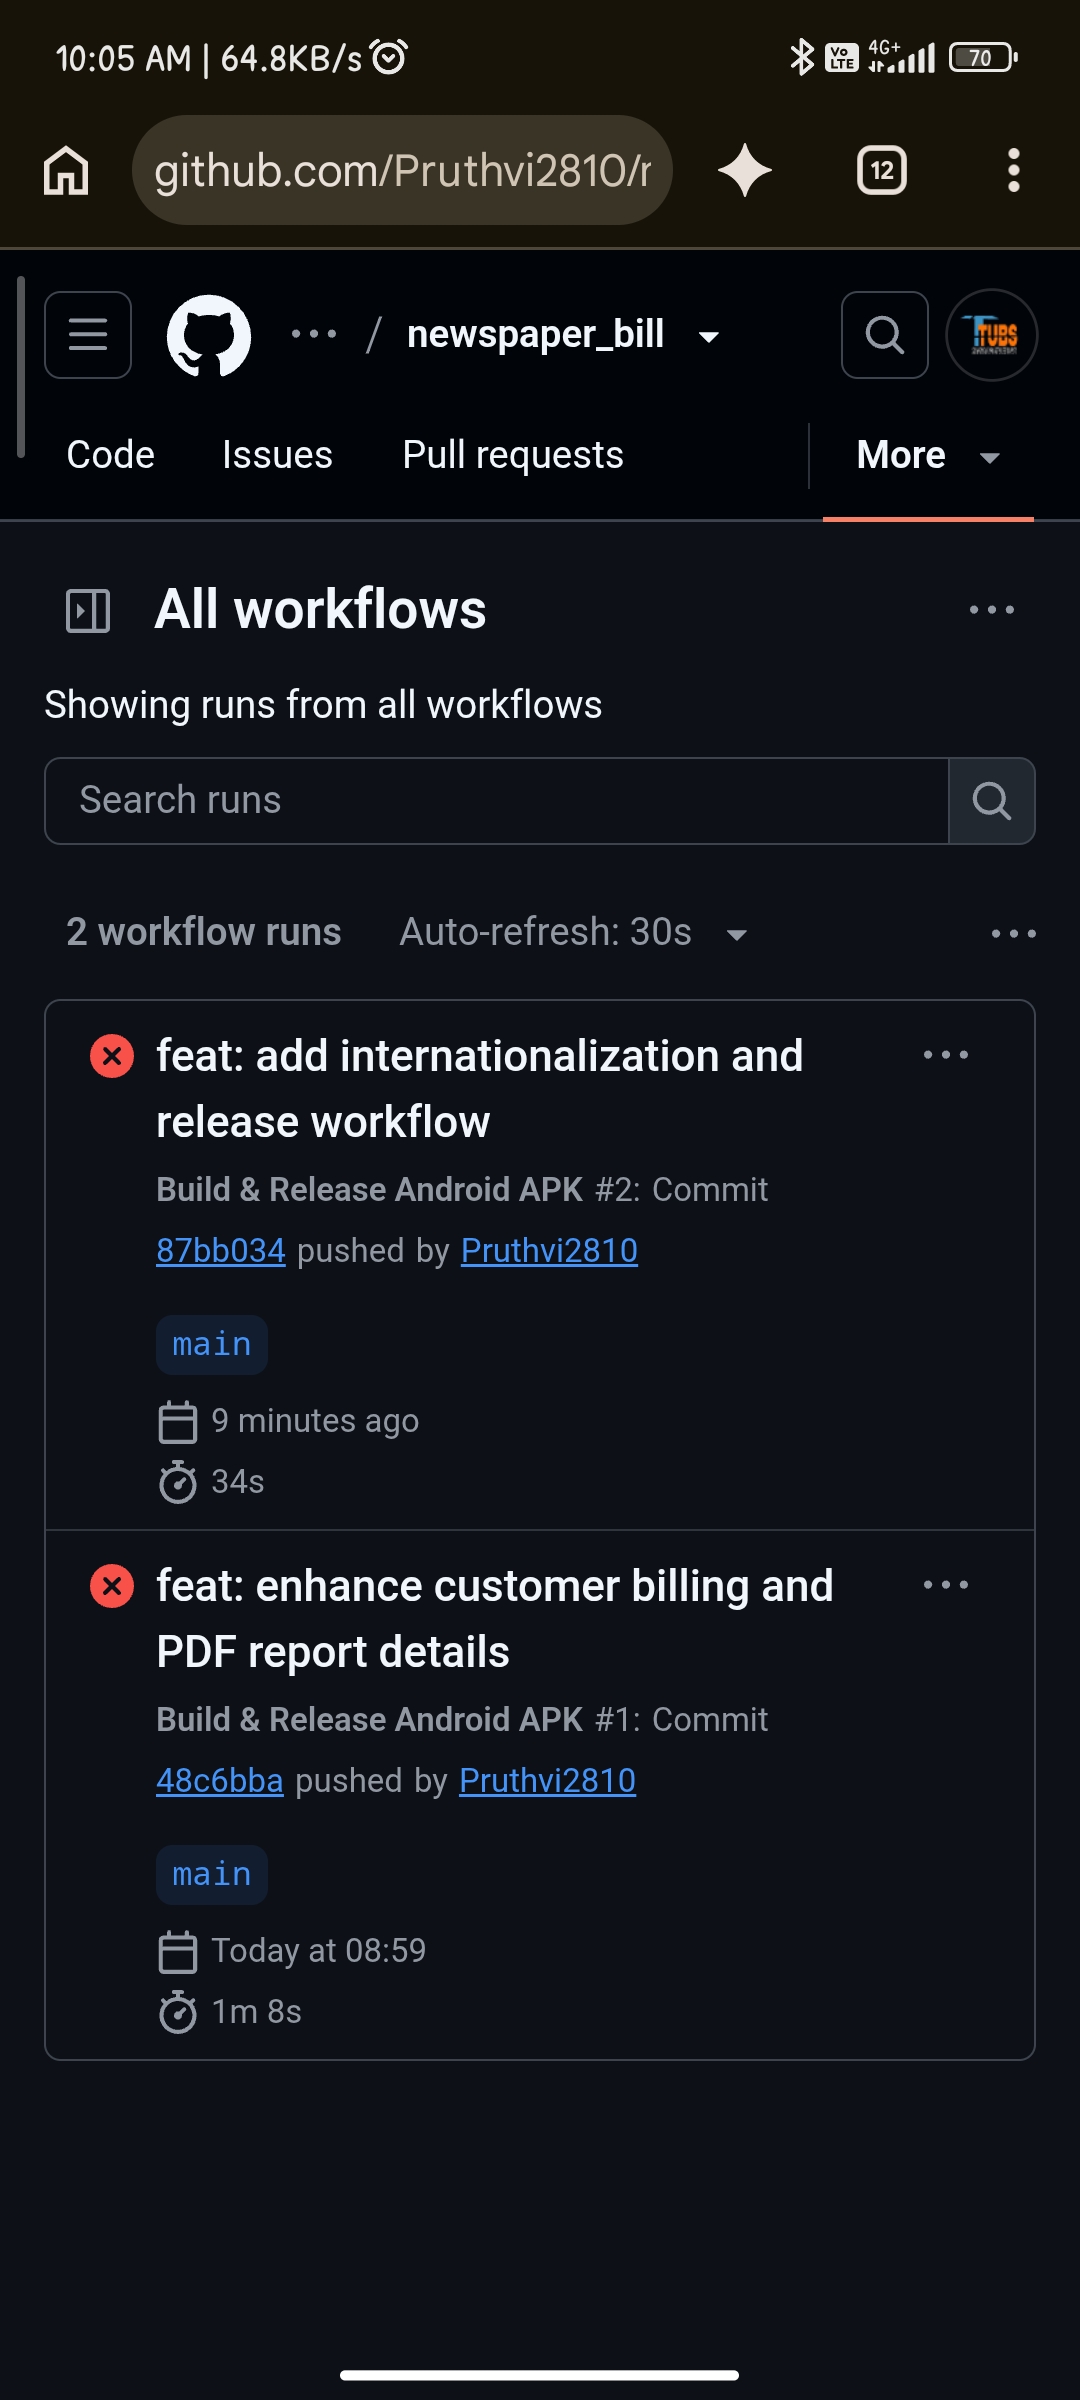 10:05 AM | 64.8KB/s
Vo LTE 4G+ 70
github.com/Pruthvi2810/r
12
newspaper_bill
TUBS
Code Issues Pull requests More
All workflows
Showing runs from all workflows
Search runs
2 workflow runs Auto-refresh: 30s
feat: add internationalization and
release workflow
Build & Release Android APK #2: Commit
87bb034 pushed by Pruthvi2810
main
9 minutes ago
34s
feat: enhance customer billing and
PDF report details
Build & Release Android APK #1: Commit
48c6bba pushed by Pruthvi2810
main
Today at 08:59
1m 8s